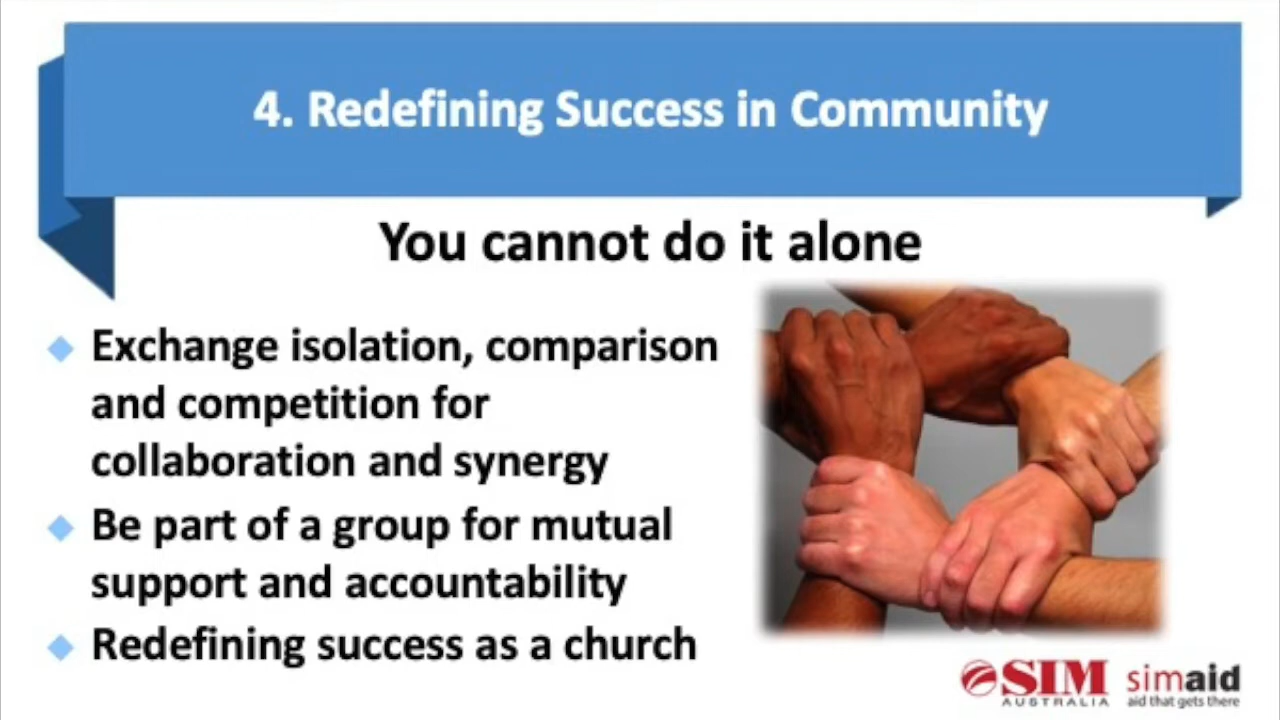 4. Redefining Success in Community
You cannot do it alone
Exchange isolation, comparison
and competition for
collaboration and synergy
Be part of a group for mutual
support and accountability
Redefining success as a church
SIM
AUSTRALIA
simaid
aid that gets there